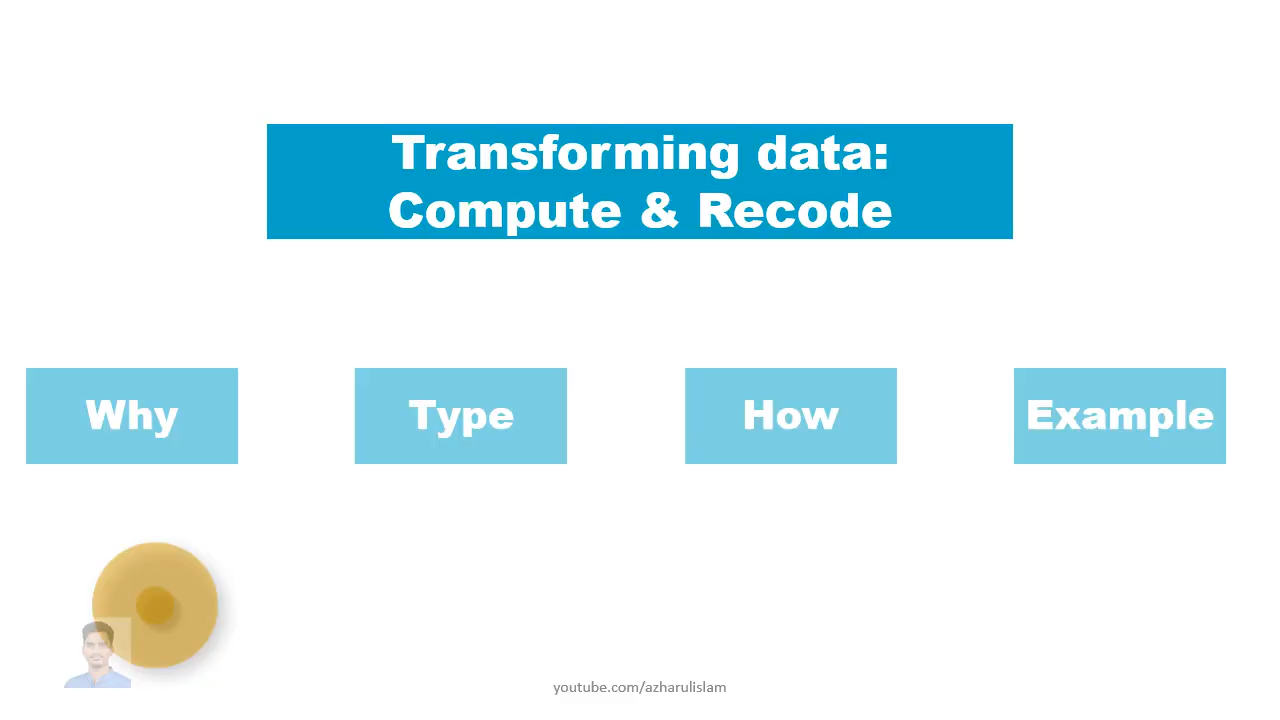 Transforming data:
Compute & Recode
Why
Type
How
Example
youtube.com/azharulislam